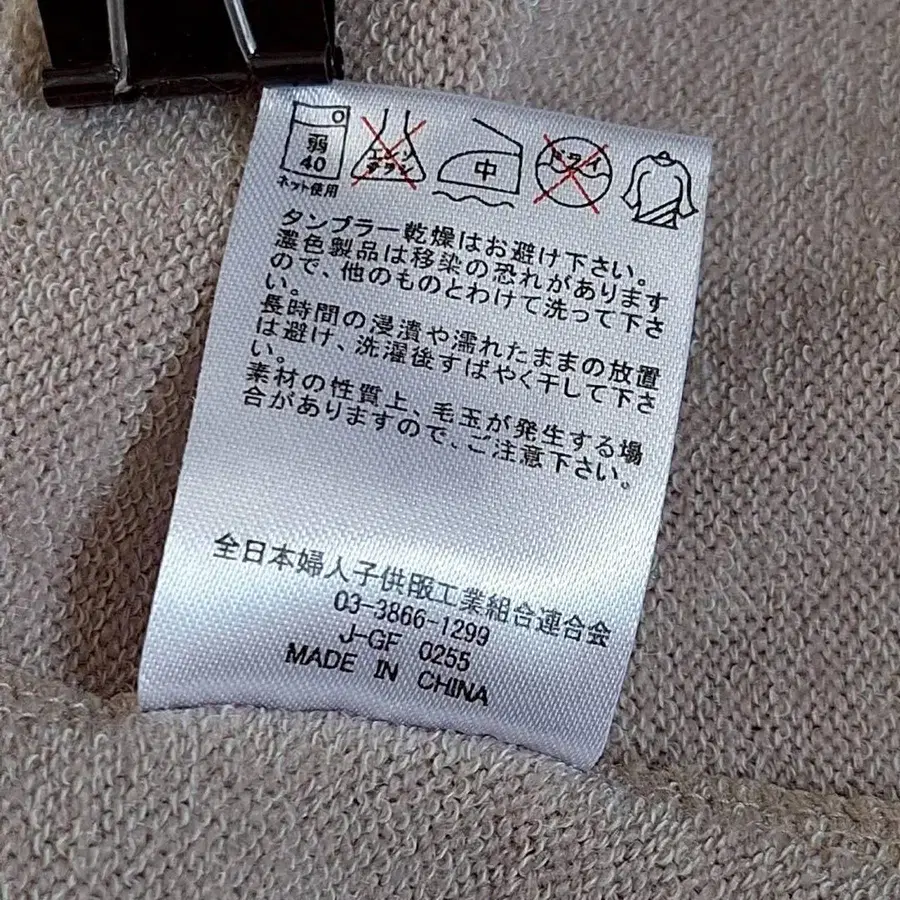 弱
40
ネット使用
エンソ
サラシ
中
ドライ
タンブラー乾燥はお避け下さい。
濃色製品は移染の恐れがあります
ので、他のものとわけて洗って下さ
い。
長時間の浸漬や濡れたままの放置
は避け、洗濯後すばやく干して下さ
い。
素材の性質上、毛玉が発生する場
合がありますので、ご注意下さい。
全日本婦人子供服工業組合連合会
03-3866-1299
J-GF 0255
MADE IN CHINA